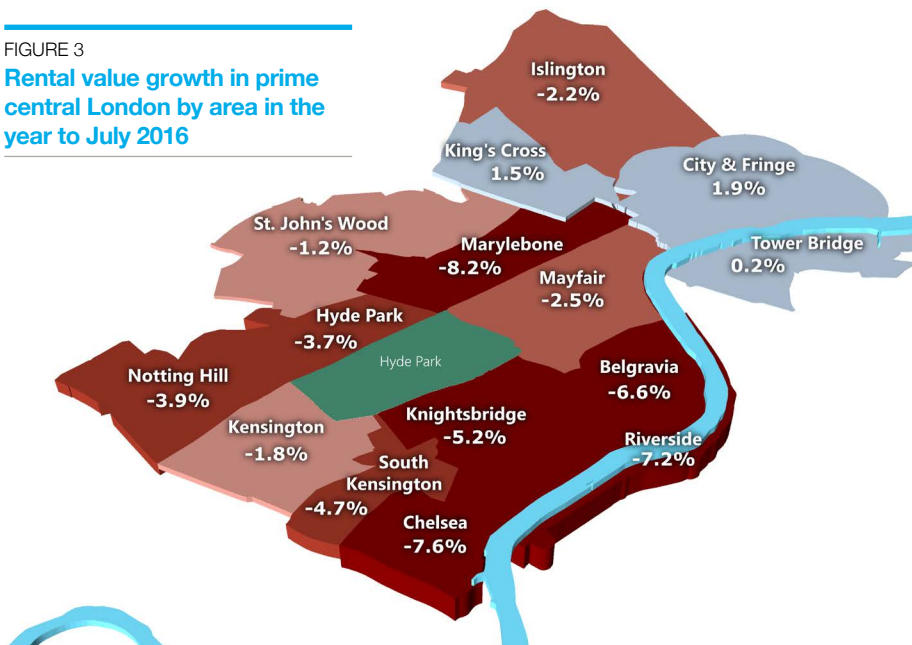 FIGURE 3
Rental value growth in prime
central London by area in the
year to July 2016
Islington
-2.2%
King's Cross
1.5%
City & Fringe
1.9%
St. John's Wood
-1.2%
Marylebone
-8.2%
Tower Bridge
0.2%
Mayfair
-2.5%
Hyde Park
-3.7%
Hyde Park
Notting Hill
-3.9%
Belgravia
-6.6%
Knightsbridge
-5.2%
Kensington
-1.8%
Riverside
-7.2%
South
Kensington
-4.7%
Chelsea
-7.6%